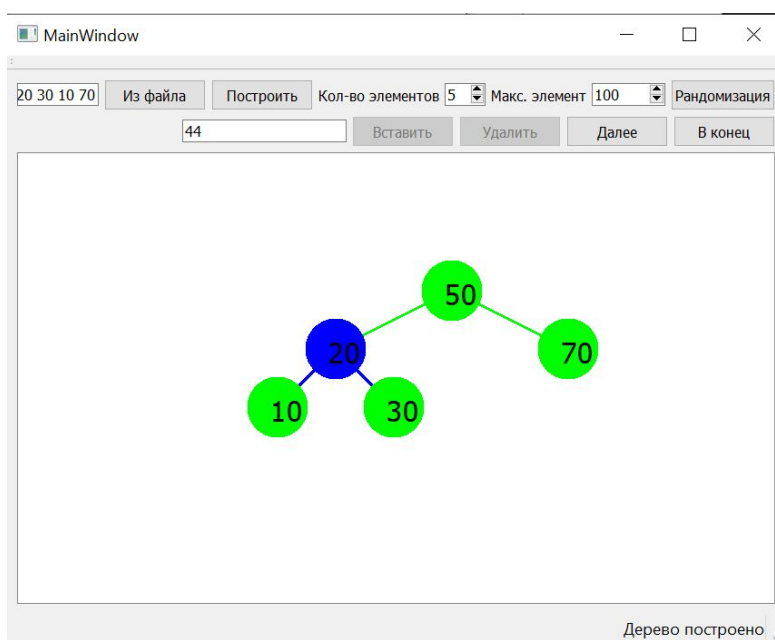 MainWindow
20 30 10 70 Из файла Построить Кол-во элементов 5 Макс. элемент 100 Рандомизация
44 Вставить Удалить Далее В конец
50
20 70
10 30
Дерево построено